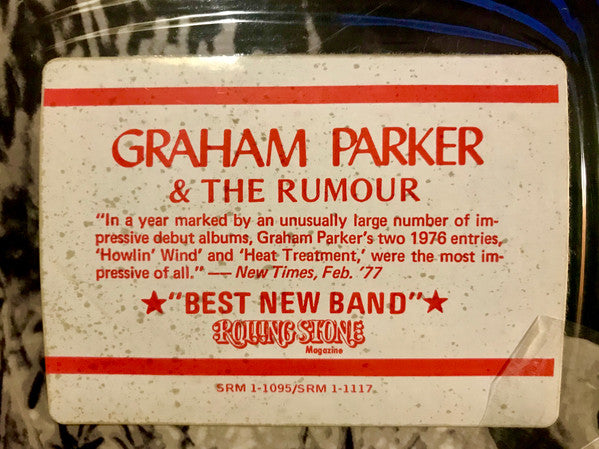 GRAHAM PARKER
& THE RUMOUR
"In a year marked by an unusually large number of im-
pressive debut albums, Graham Parker's two 1976 entries,
'Howlin' Wind' and 'Heat Treatment,' were the most im-
pressive of all." — New Times, Feb. '77
★"BEST NEW BAND"★
ROLLING STONE
Magazine
SRM 1-1095/SRM 1-1117